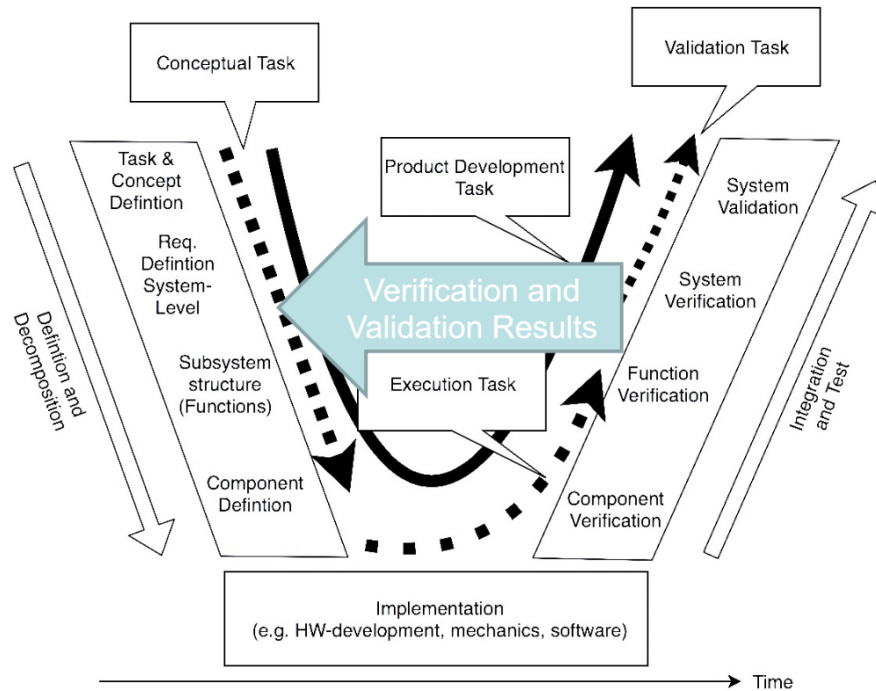 Conceptual Task
Validation Task
Product Development
Task
Task &
Concept
Defintion
Req.
Defintion
System-
Level
Subsystem
structure
(Functions)
Component
Defintion
Defintion and
Decomposition
Verification and
Validation Results
Execution Task
System
Validation
System
Verification
Function
Verification
Component
Verification
Integration
and Test
Implementation
(e.g. HW-development, mechanics, software)
Time